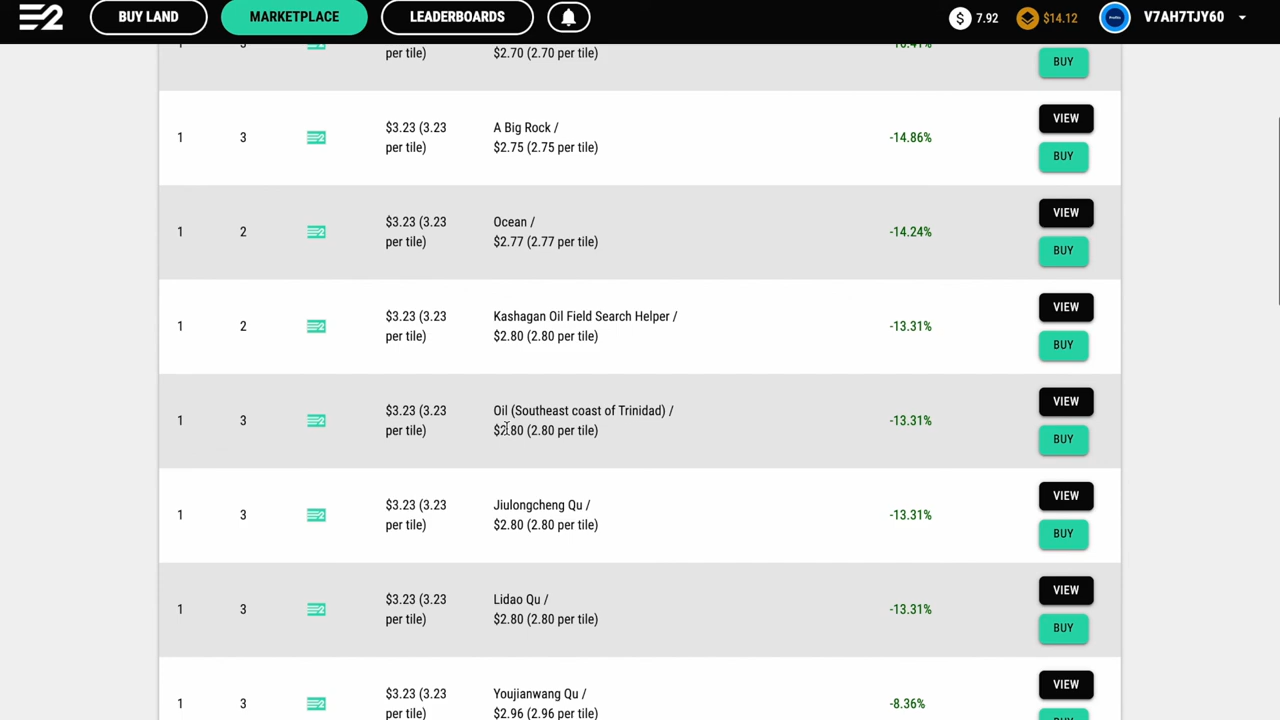 E2 BUY LAND MARKETPLACE LEADERBOARDS $ 7.92 $14.12 Profits V7AH7TJY60
1 3 per tile) $2.70 (2.70 per tile) BUY
1 3 $3.23 (3.23 per tile) A Big Rock / $2.75 (2.75 per tile) -14.86% VIEW BUY
1 2 $3.23 (3.23 per tile) Ocean / $2.77 (2.77 per tile) -14.24% VIEW BUY
1 2 $3.23 (3.23 per tile) Kashagan Oil Field Search Helper / $2.80 (2.80 per tile) -13.31% VIEW BUY
1 3 $3.23 (3.23 per tile) Oil (Southeast coast of Trinidad) / $2.80 (2.80 per tile) -13.31% VIEW BUY
1 3 $3.23 (3.23 per tile) Jiulongcheng Qu / $2.80 (2.80 per tile) -13.31% VIEW BUY
1 3 $3.23 (3.23 per tile) Lidao Qu / $2.80 (2.80 per tile) -13.31% VIEW BUY
1 3 $3.23 (3.23 per tile) Youjianwang Qu / $2.96 (2.96 per tile) -8.36% VIEW